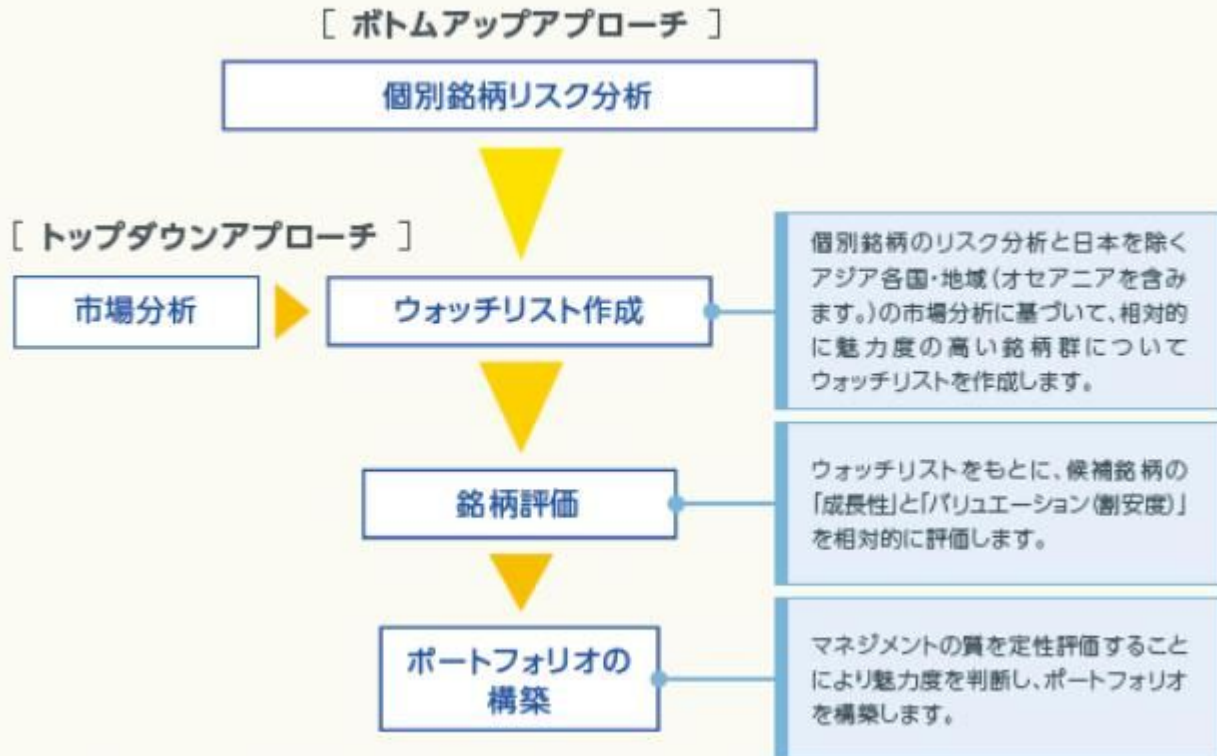 [ ボトムアップアプローチ ]
個別銘柄リスク分析
[ トップダウンアプローチ ]
市場分析
ウォッチリスト作成
個別銘柄のリスク分析と日本を除く
アジア各国・地域(オセアニアを含み
ます。)の市場分析に基づいて、相対的
に魅力度の高い銘柄群について
ウォッチリストを作成します。
銘柄評価
ウォッチリストをもとに、候補銘柄の
「成長性」と「バリュエーション(割安度)」
を相対的に評価します。
ポートフォリオの
構築
マネジメントの質を定性評価すること
により魅力度を判断し、ポートフォリオ
を構築します。